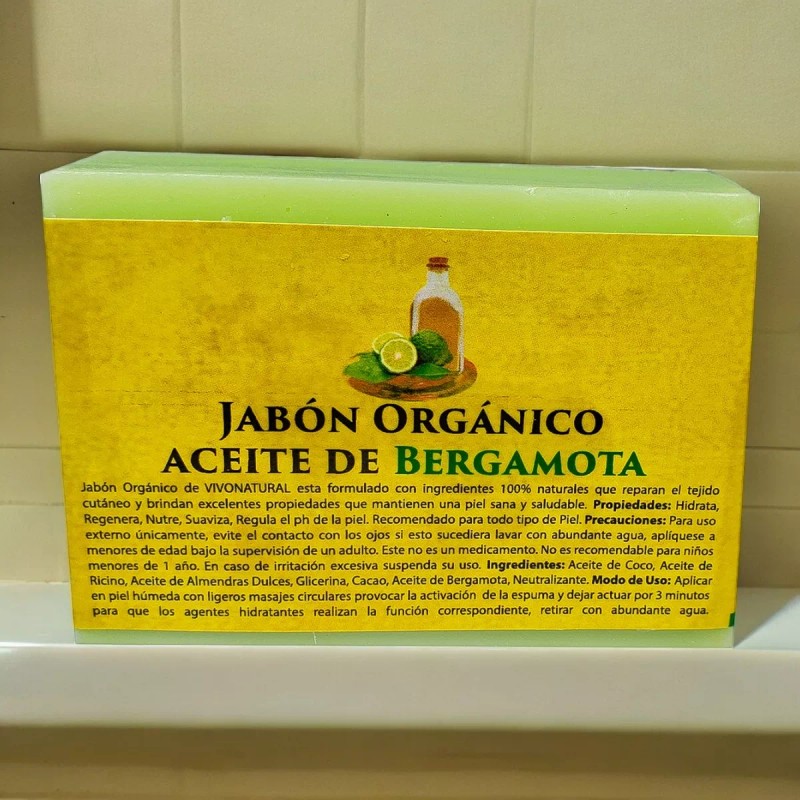 JABÓN ORGÁNICO
ACEITE DE BERGAMOTA
Jabón Orgánico de VIVONATURAL esta formulado con ingredientes 100% naturales que reparan el tejido
cutáneo y brindan excelentes propiedades que mantienen una piel sana y saludable. Propiedades: Hidrata,
Regenera, Nutre, Suaviza, Regula el ph de la piel. Recomendado para todo tipo de Piel. Precauciones: Para uso
externo únicamente, evite el contacto con los ojos si esto sucediera lavar con abundante agua, aplíquese a
menores de edad bajo la supervisión de un adulto. Este no es un medicamento. No es recomendable para niños
menores de 1 año. En caso de irritación excesiva suspenda su uso. Ingredientes: Aceite de Coco, Aceite de
Ricino, Aceite de Almendras Dulces, Glicerina, Cacao, Aceite de Bergamota, Neutralizante. Modo de Uso: Aplicar
en piel húmeda con ligeros masajes circulares provocar la activación de la espuma y dejar actuar por 3 minutos
para que los agentes hidratantes realizan la función correspondiente, retirar con abundante agua.